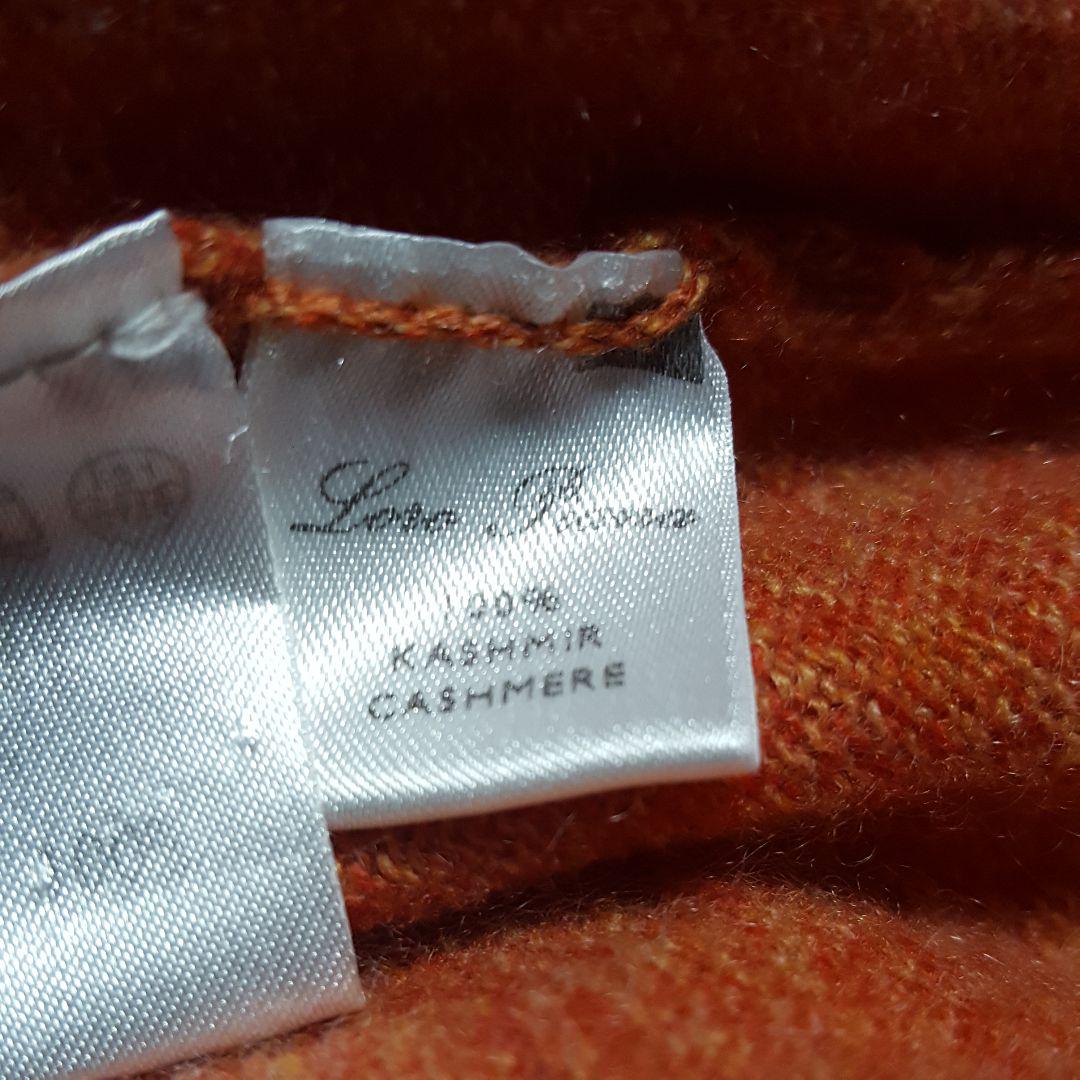 Loro Piana
100%
KASHMIR
CASHMERE